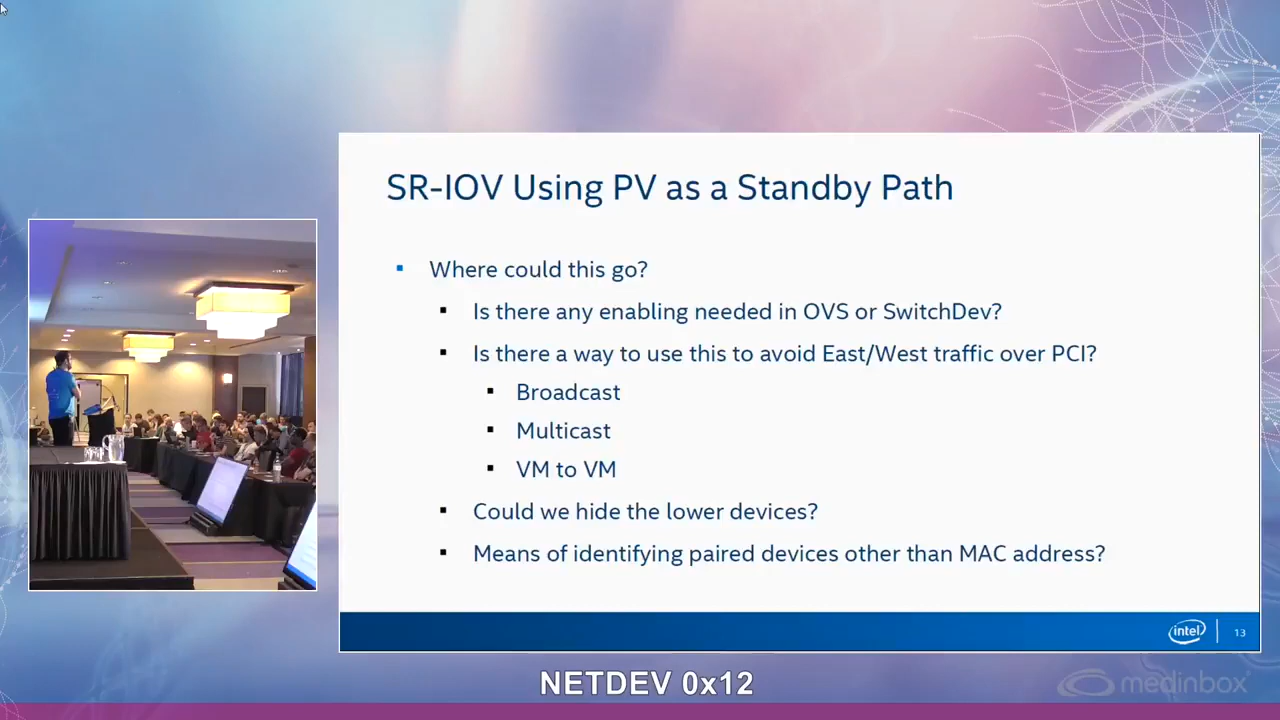 SR-IOV Using PV as a Standby Path
Where could this go?
Is there any enabling needed in OVS or SwitchDev?
Is there a way to use this to avoid East/West traffic over PCI?
Broadcast
Multicast
VM to VM
Could we hide the lower devices?
Means of identifying paired devices other than MAC address?
intel
13
NETDEV 0x12
medinbox